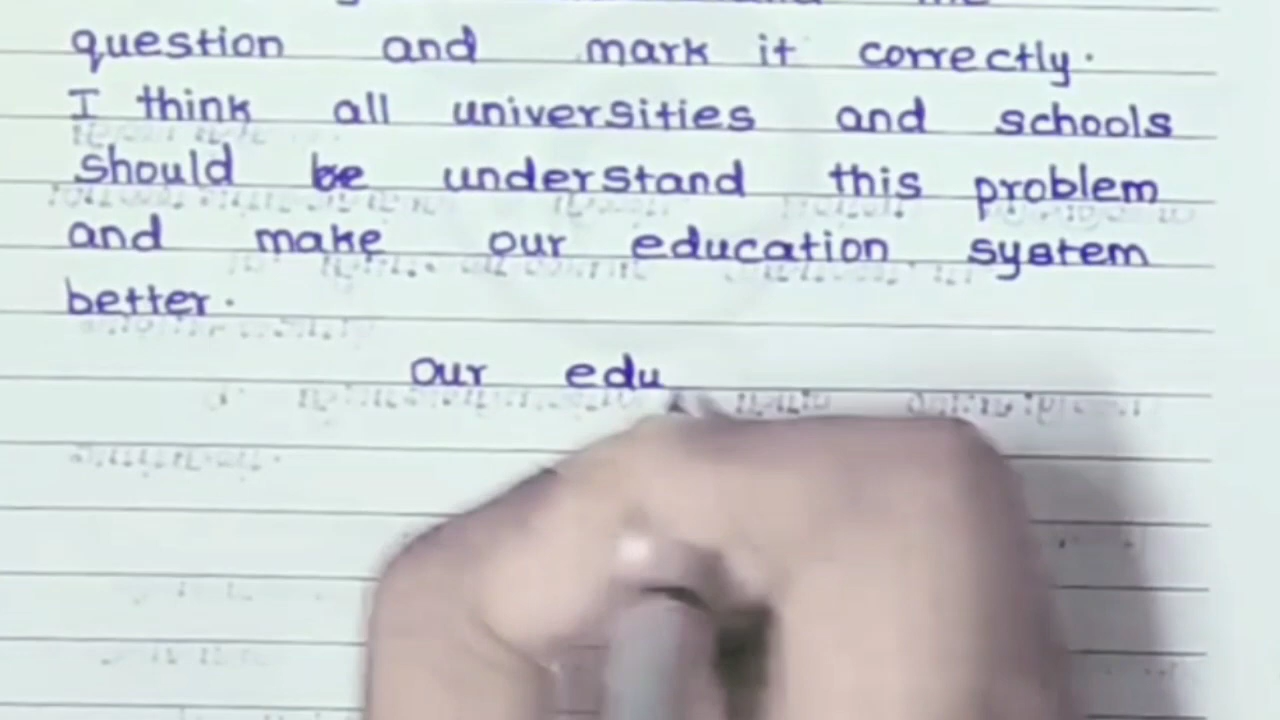 question and mark it correctly.
I think all universities and schools
should be understand this problem
and make our education system
better.
Our edu